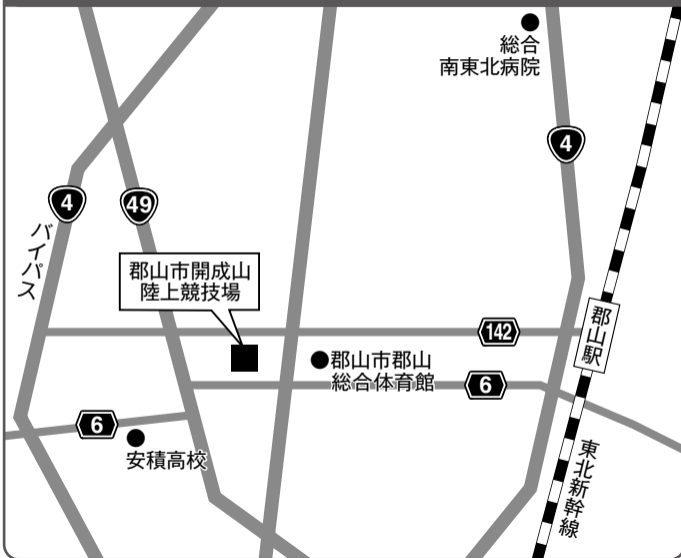 総合
南東北病院
4
4
49
バイパス
郡山市開成山
陸上競技場
142
郡山駅
郡山市郡山
総合体育館
6
6
安積高校
東北新幹線